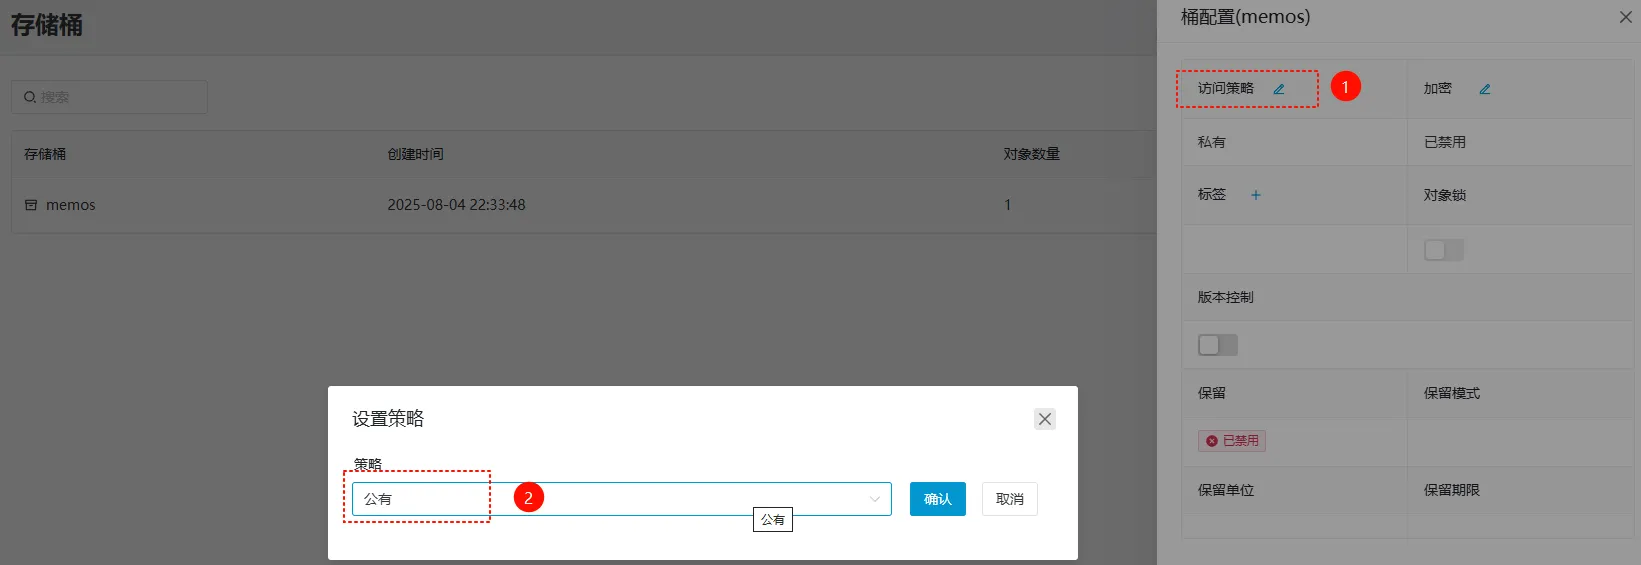 存储桶
搜索
存储桶 创建时间 对象数量
memos 2025-08-04 22:33:48 1
桶配置(memos)
访问策略 1 加密
私有 已禁用
标签 对象锁
版本控制
保留 保留模式
已禁用
保留单位 保留期限
设置策略
策略
公有 2 确认 取消
公有